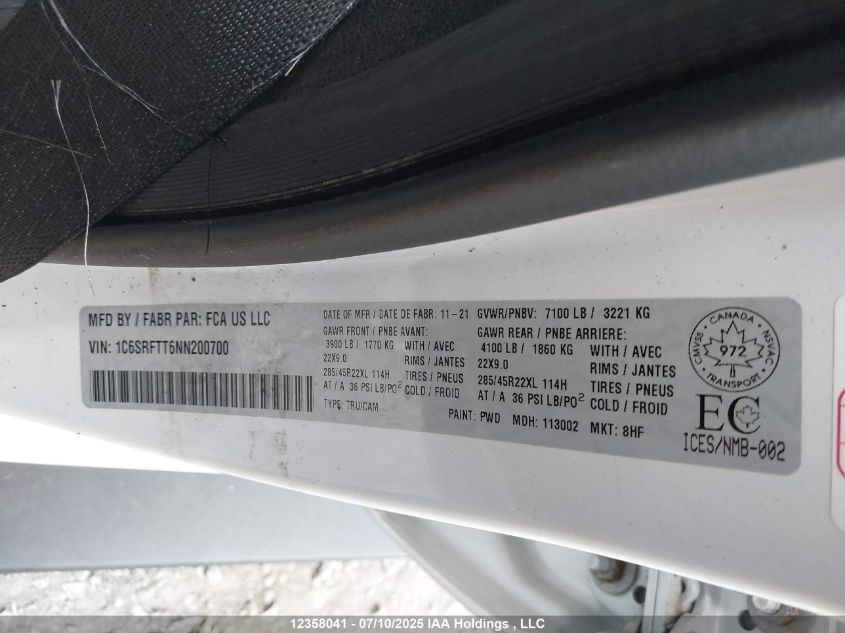 MFD BY / FABR PAR: FCA US LLC
VIN: 1C6SRFTT6NN200700
DATE OF MFR / DATE DE FABR: 11-21
GAWR FRONT / PNBE AVANT:
3900 LB / 1770 KG WITH / AVEC
22X9.0 RIMS / JANTES
285/45R22XL 114H TIRES / PNEUS
AT / A 36 PSI LB/PO² COLD / FROID
TYPE: TRU/CAM
GVWR/PNBV: 7100 LB / 3221 KG
GAWR REAR / PNBE ARRIERE:
4100 LB / 1860 KG WITH / AVEC
22X9.0 RIMS / JANTES
285/45R22XL 114H TIRES / PNEUS
AT / A 36 PSI LB/PO² COLD / FROID
PAINT: PWD MDH: 113002 MKT: 8HF
CANADA
CMVSS 972 NSVAC
TRANSPORT
EC
ICES/NMB-002
12358041 - 07/10/2025 IAA Holdings , LLC